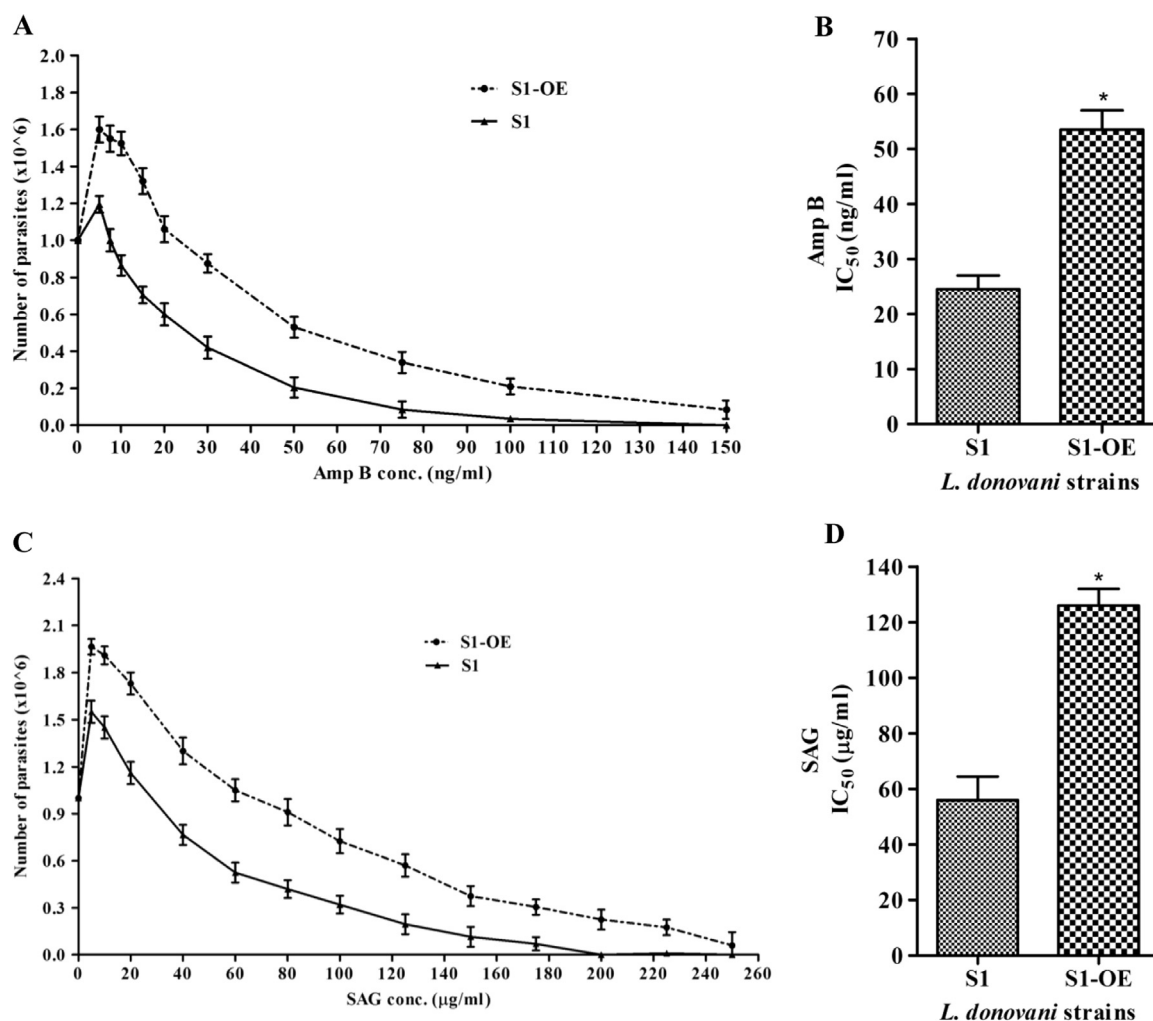 A
2.0
1.8
1.6
1.4
1.2
1.0
0.8
0.6
0.4
0.2
0.0
Number of parasites (x10^6)
S1-OE
S1
0 10 20 30 40 50 60 70 80 90 100 110 120 130 140 150
Amp B conc. (ng/ml)
B
70
60
50
40
30
20
10
0
Amp B
IC50 (ng/ml)
*
S1 S1-OE
L. donovani strains
C
2.4
2.1
1.8
1.5
1.2
0.9
0.6
0.3
0.0
Number of parasites (x10^6)
S1-OE
S1
0 20 40 60 80 100 120 140 160 180 200 225 240 260
SAG conc. (µg/ml)
D
140
120
100
80
60
40
20
0
SAG
IC50 (µg/ml)
*
S1 S1-OE
L. donovani strains